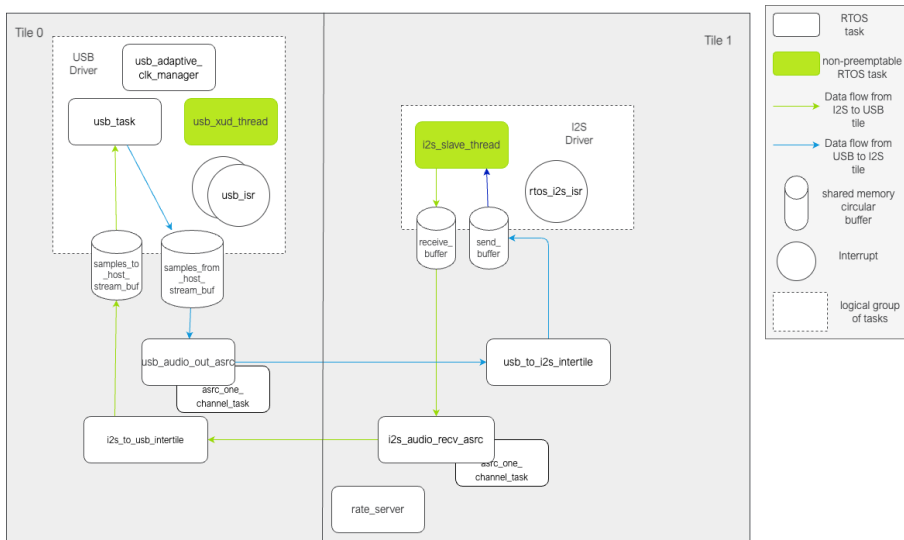 Tile 0
USB
Driver
usb_adaptive_
clk_manager
usb_task
usb_xud_thread
usb_isr
samples_to
_host_
stream_buf
samples_from
_host_
stream_buf
usb_audio_out_asrc
asrc_one_
channel_task
i2s_to_usb_intertile
Tile 1
I2S
Driver
i2s_slave_thread
rtos_i2s_isr
receive_
buffer
send_
buffer
usb_to_i2s_intertile
i2s_audio_recv_asrc
asrc_one_
channel_task
rate_server
RTOS
task
non-preemptable
RTOS task
Data flow from
I2S to USB
tile
Data flow from
USB to I2S
tile
shared memory
circular
buffer
Interrupt
logical group
of tasks